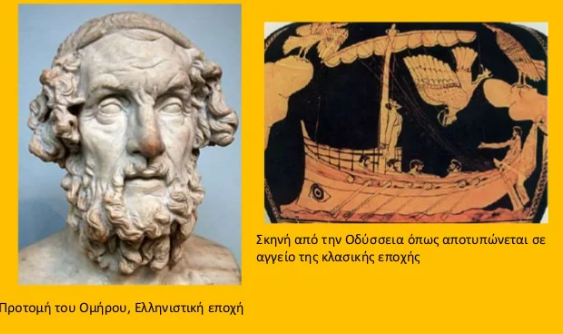 Σκηνή από την Οδύσσεια όπως αποτυπώνεται σε
αγγείο της κλασικής εποχής
Προτομή του Ομήρου, Ελληνιστική εποχή